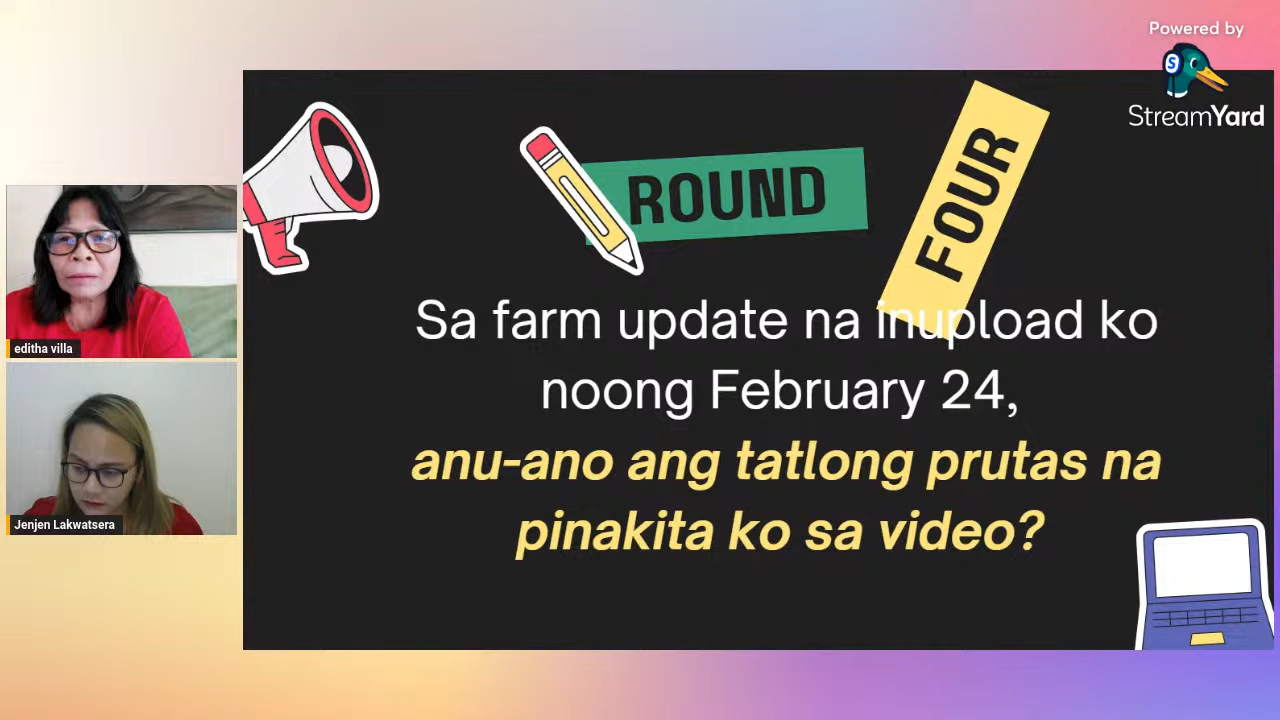 Powered by
StreamYard
ROUND
FOUR
Sa farm update na inupload ko
noong February 24,
anu-ano ang tatlong prutas na
pinakita ko sa video?
editha villa
Jenjen Lakwatsera